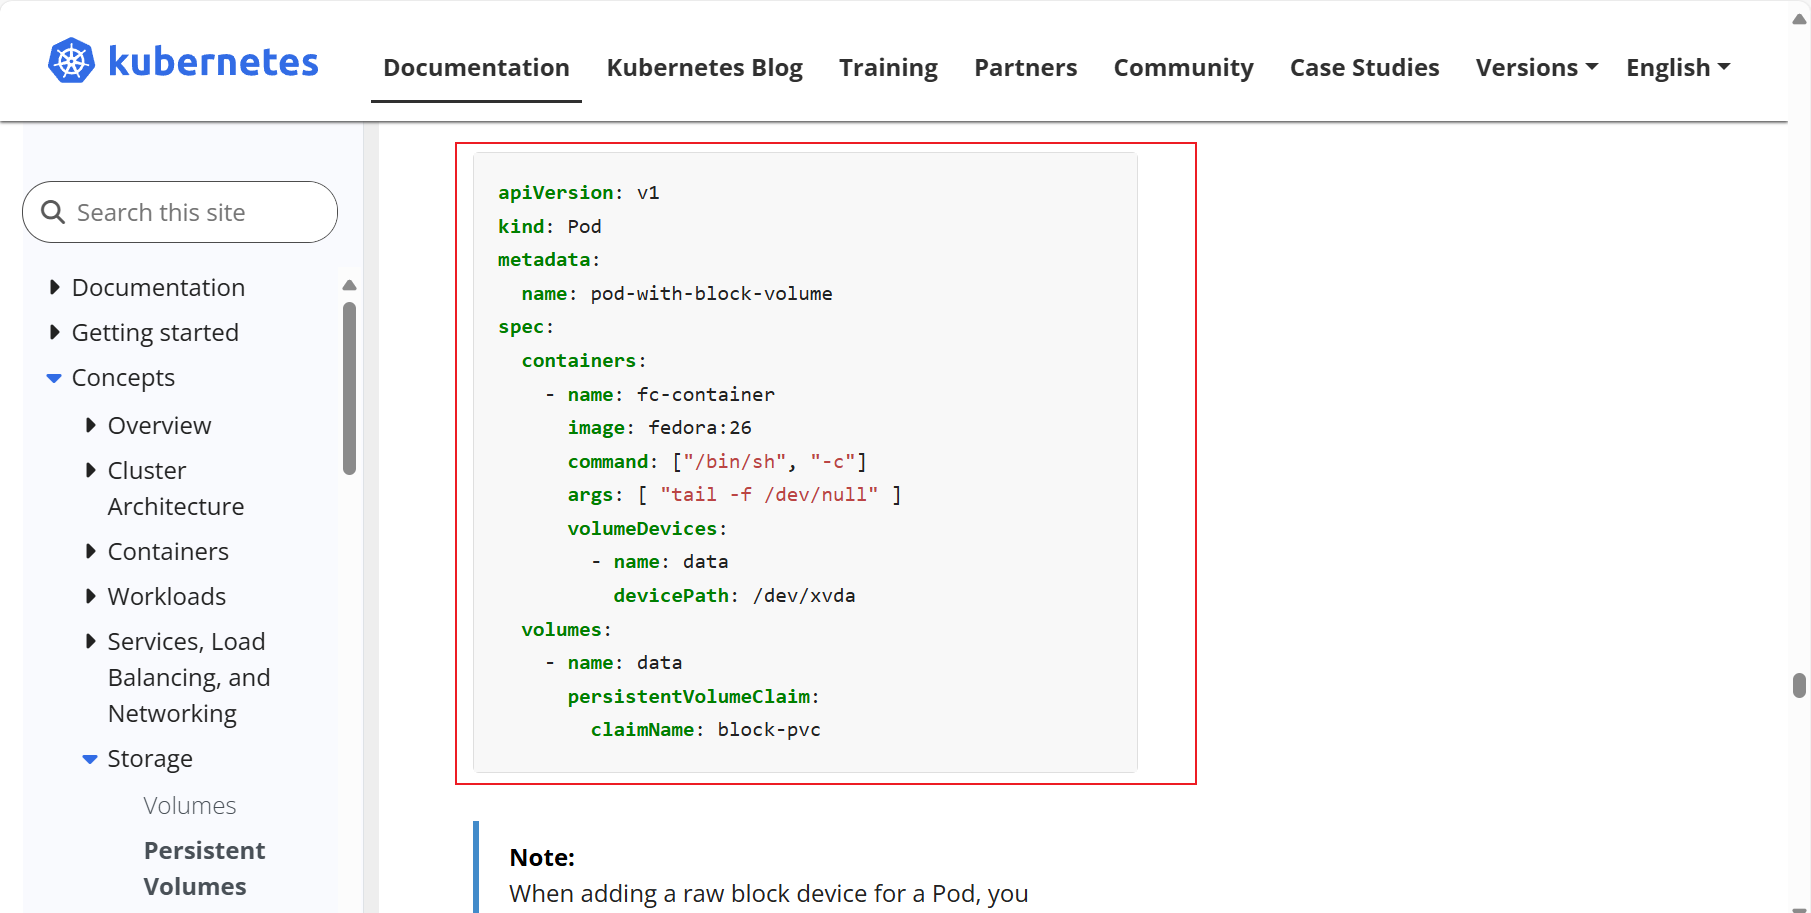 kubernetes
Documentation Kubernetes Blog Training Partners Community Case Studies Versions English
Search this site
Documentation
Getting started
Concepts
Overview
Cluster
Architecture
Containers
Workloads
Services, Load
Balancing, and
Networking
Storage
Volumes
Persistent
Volumes
apiVersion: v1
kind: Pod
metadata:
  name: pod-with-block-volume
spec:
  containers:
    - name: fc-container
      image: fedora:26
      command: ["/bin/sh", "-c"]
      args: [ "tail -f /dev/null" ]
      volumeDevices:
        - name: data
          devicePath: /dev/xvda
  volumes:
    - name: data
      persistentVolumeClaim:
        claimName: block-pvc
Note:
When adding a raw block device for a Pod, you